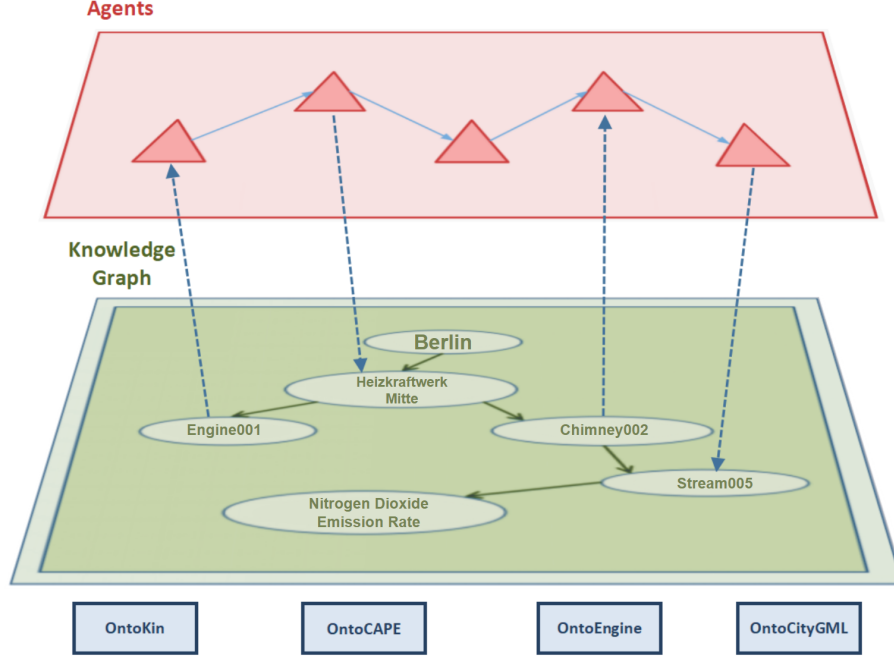 Agents
Knowledge
Graph
Berlin
Heizkraftwerk
Mitte
Engine001
Chimney002
Stream005
Nitrogen Dioxide
Emission Rate
OntoKin
OntoCAPE
OntoEngine
OntoCityGML